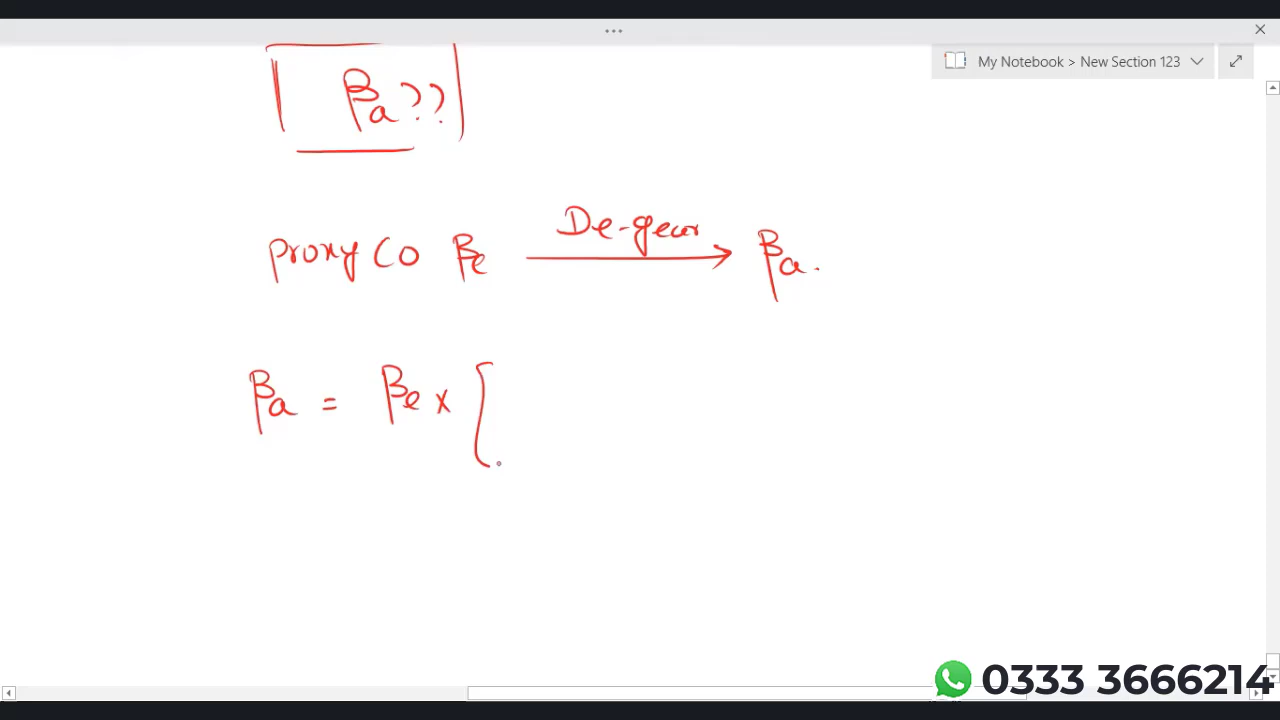 •••
My Notebook > New Section 123
βa??
De-gear
Proxy Co βe → βa.
βa = βe × [
0333 3666214